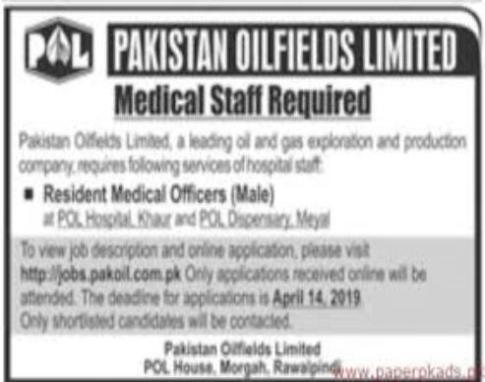 POL PAKISTAN OILFIELDS LIMITED
Medical Staff Required
Pakistan Oilfields Limited, a leading oil and gas exploration and production
company, requires following services of hospital staff:
■ Resident Medical Officers (Male)
at POL Hospital, Khaur and POL Dispensary, Meyal
To view job description and online application, please visit
http://jobs.pakoil.com.pk Only applications received online will be
attended. The deadline for applications is April 14, 2019.
Only shortlisted candidates will be contacted.
Pakistan Oilfields Limited
POL House, Morgah, Rawalpindi
www.paperpkads.pk